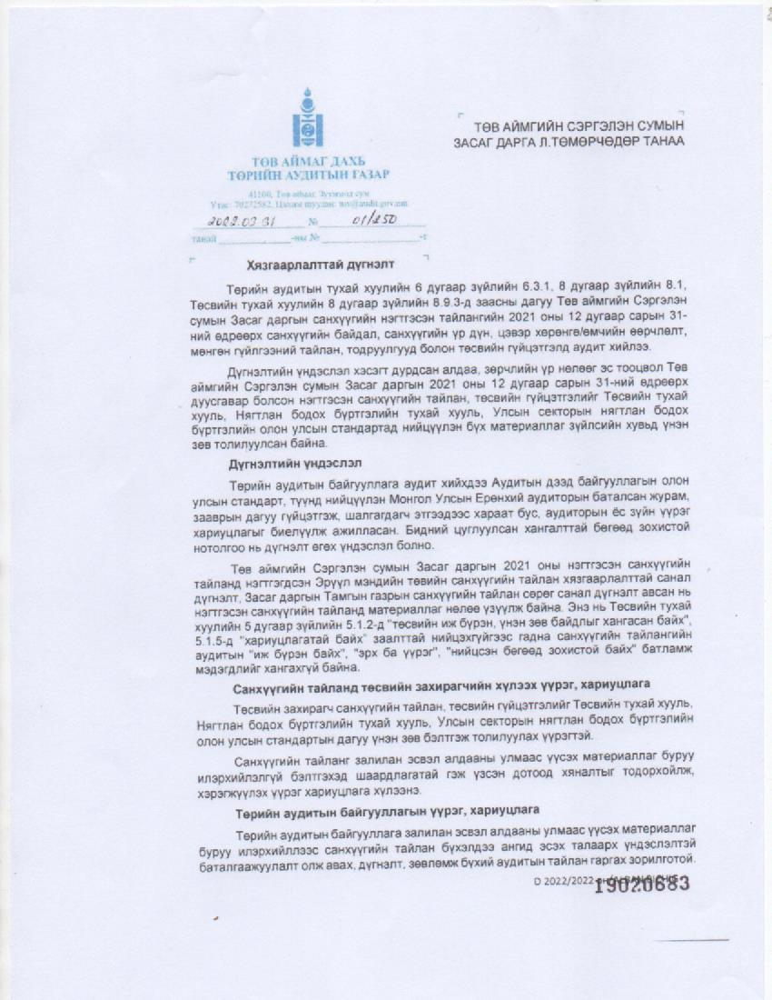 ТӨВ АЙМАГ ДАХЬ
ТӨРИЙН АУДИТЫН ГАЗАР
41100, Төв аймаг, Зуунмод сум
Утас: 70272582, Цахим шуудан: tuv@audit.gov.mn
2022.03.31 № 01/250
танай ______-ны № ______-т
ТӨВ АЙМГИЙН СЭРГЭЛЭН СУМЫН
ЗАСАГ ДАРГА Л.ТӨМӨРЧӨДӨР ТАНАА
Хязгаарлалттай дүгнэлт
Төрийн аудитын тухай хуулийн 6 дугаар зүйлийн 6.3.1, 8 дугаар зүйлийн 8.1,
Төсвийн тухай хуулийн 8 дугаар зүйлийн 8.9.3-д заасны дагуу Төв аймгийн Сэргэлэн
сумын Засаг даргын санхүүгийн нэгтгэсэн тайлангийн 2021 оны 12 дугаар сарын 31-
ний өдрөөрх санхүүгийн байдал, санхүүгийн үр дүн, цэвэр хөрөнгө/өмчийн өөрчлөлт,
мөнгөн гүйлгээний тайлан, тодруулгууд болон төсвийн гүйцэтгэлд аудит хийлээ.
Дүгнэлтийн үндэслэл хэсэгт дурдсан алдаа, зөрчлийн үр нөлөөг эс тооцвол Төв
аймгийн Сэргэлэн сумын Засаг даргын 2021 оны 12 дугаар сарын 31-ний өдрөөрх
дуусгавар болсон нэгтгэсэн санхүүгийн тайлан, төсвийн гүйцэтгэлийг Төсвийн тухай
хууль, Нягтлан бодох бүртгэлийн тухай хууль, Улсын секторын нягтлан бодох
бүртгэлийн олон улсын стандартад нийцүүлэн бүх материаллаг зүйлсийн хувьд үнэн
зөв толилуулсан байна.
Дүгнэлтийн үндэслэл
Төрийн аудитын байгууллага аудит хийхдээ Аудитын дээд байгууллагын олон
улсын стандарт, түүнд нийцүүлэн Монгол Улсын Ерөнхий аудиторын баталсан журам,
зааврын дагуу гүйцэтгэж, шалгагдагч этгээдээс хараат бус, аудиторын ёс зүйн үүрэг
хариуцлагыг биелүүлж ажилласан. Бидний цуглуулсан хангалттай бөгөөд зохистой
нотолгоо нь дүгнэлт өгөх үндэслэл болно.
Төв аймгийн Сэргэлэн сумын Засаг даргын 2021 оны нэгтгэсэн санхүүгийн
тайланд нэгтгэгдсэн Эрүүл мэндийн төвийн санхүүгийн тайлан хязгаарлалттай санал
дүгнэлт, Засаг даргын Тамгын газрын санхүүгийн тайлан сөрөг санал дүгнэлт авсан нь
нэгтгэсэн санхүүгийн тайланд материаллаг нөлөө үзүүлж байна. Энэ нь Төсвийн тухай
хуулийн 5 дугаар зүйлийн 5.1.2-д "төсвийн иж бүрэн, үнэн зөв байдлыг хангасан байх",
5.1.5-д "хариуцлагатай байх" заалттай нийцэхгүйгээс гадна санхүүгийн тайлангийн
аудитын "иж бүрэн байх", "эрх ба үүрэг", "нийцсэн бөгөөд зохистой байх" батламж
мэдэгдлийг хангахгүй байна.
Санхүүгийн тайланд төсвийн захирагчийн хүлээх үүрэг, хариуцлага
Төсвийн захирагч санхүүгийн тайлан, төсвийн гүйцэтгэлийг Төсвийн тухай хууль,
Нягтлан бодох бүртгэлийн тухай хууль, Улсын секторын нягтлан бодох бүртгэлийн
олон улсын стандартын дагуу үнэн зөв бэлтгэж толилуулах үүрэгтэй.
Санхүүгийн тайланг залилан эсвэл алдааны улмаас үүсэх материаллаг буруу
илэрхийлэлгүй бэлтгэхэд шаардлагатай гэж үзсэн дотоод хяналтыг тодорхойлж,
хэрэгжүүлэх үүрэг хариуцлага хүлээнэ.
Төрийн аудитын байгууллагын үүрэг, хариуцлага
Төрийн аудитын байгууллага залилан эсвэл алдааны улмаас үүсэх материаллаг
буруу илэрхийллээс санхүүгийн тайлан бүхэлдээ ангид эсэх талаарх үндэслэлтэй
баталгаажуулалт олж авах, дүгнэлт, зөвлөмж бүхий аудитын тайлан гаргах зорилготой.
D 2022/2022
19020683